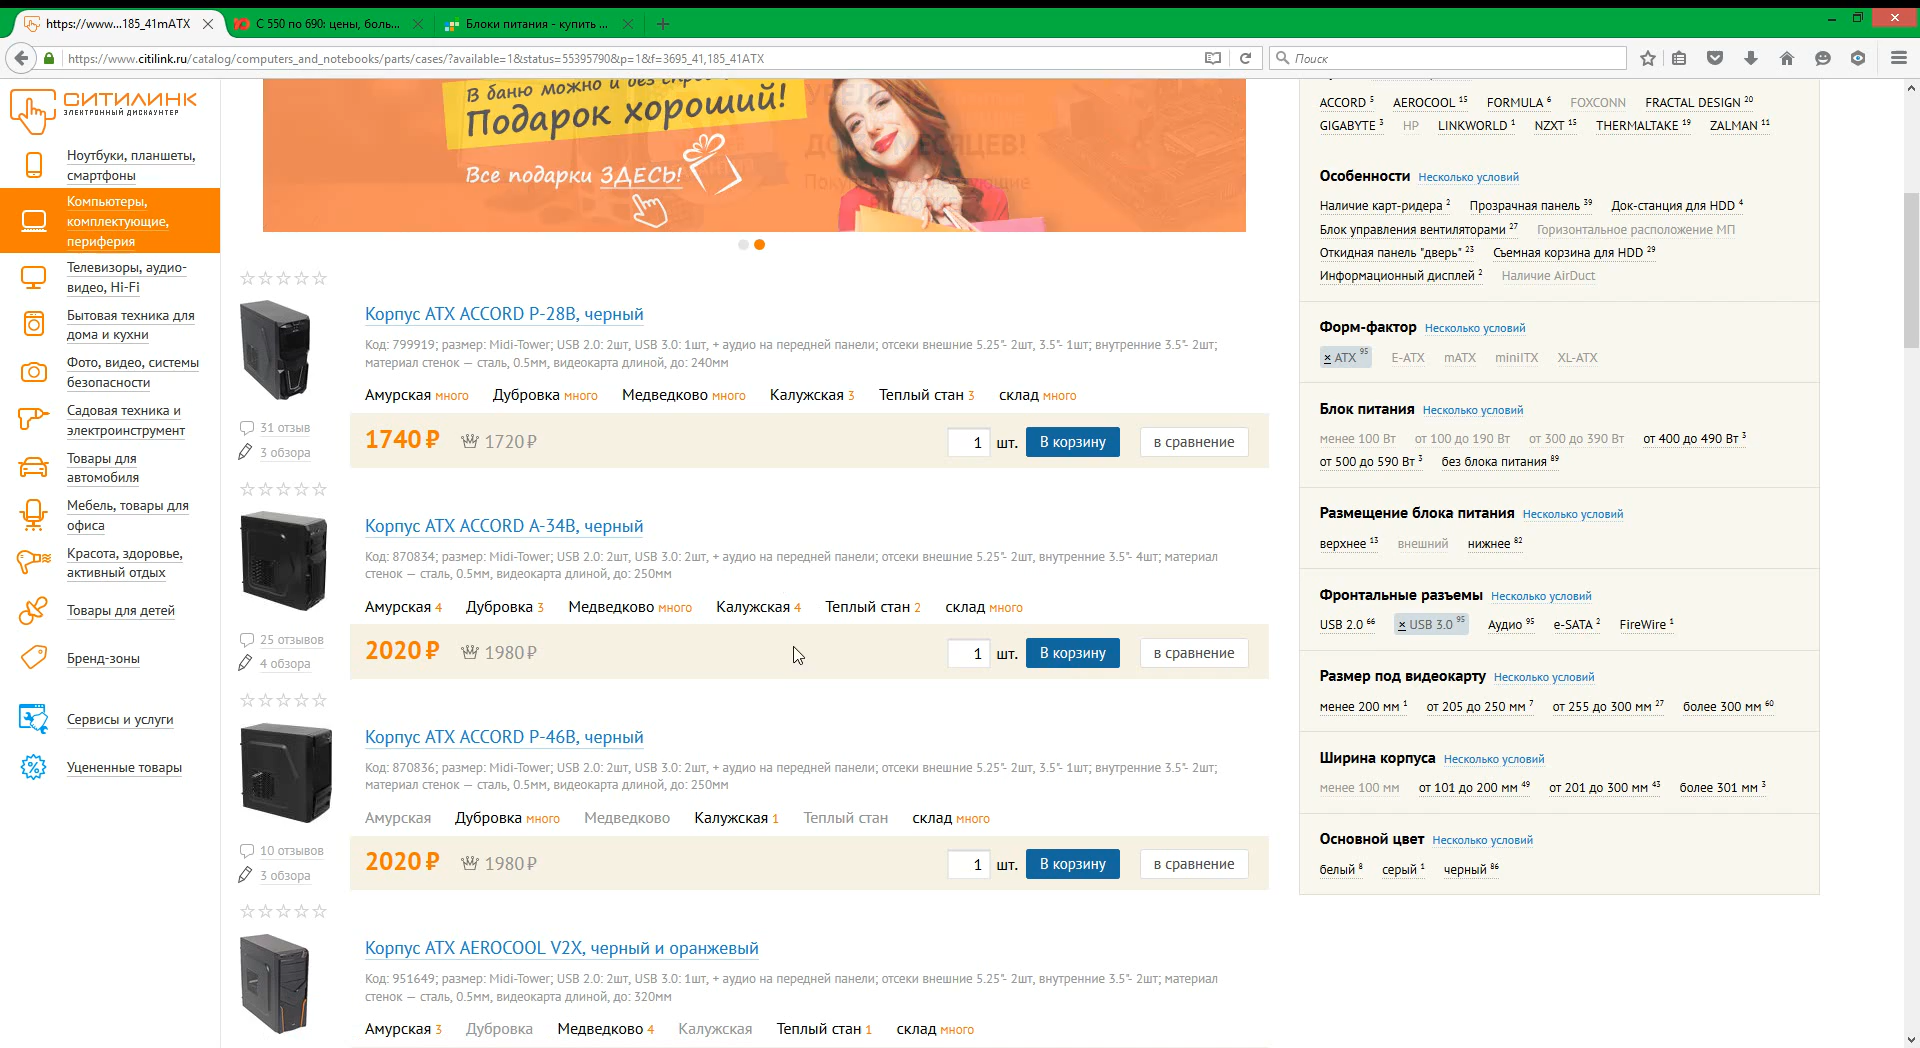 https://www...185_41mATX
С 550 по 690: цены, боль...
Блоки питания - купить ...
https://www.citilink.ru/catalog/computers_and_notebooks/parts/cases/?available=1&status=55395790&p=1&f=3695_41,185_41ATX
Поиск
СИТИЛИНК
ЭЛЕКТРОННЫЙ ДИСКАУНТЕР
Ноутбуки, планшеты,
смартфоны
Компьютеры,
комплектующие,
периферия
Телевизоры, аудио-
видео, Hi-Fi
Бытовая техника для
дома и кухни
Фото, видео, системы
безопасности
Садовая техника и
электроинструмент
Товары для
автомобиля
Мебель, товары для
офиса
Красота, здоровье,
активный отдых
Товары для детей
Бренд-зоны
Сервисы и услуги
Уцененные товары
В баню можно и без
Подарок хороший!
Все подарки ЗДЕСЬ!
Корпус ATX ACCORD P-28B, черный
Код: 799919; размер: Midi-Tower; USB 2.0: 2шт, USB 3.0: 1шт, + аудио на передней панели; отсеки внешние 5.25"- 2шт, 3.5"- 1шт; внутренние 3.5"- 2шт;
материал стенок — сталь, 0.5мм, видеокарта длиной, до: 240мм
Амурская много Дубровка много Медведково много Калужская 3 Теплый стан 3 склад много
31 отзыв
3 обзора
1740 ₽ 1720 ₽ 1 шт. В корзину в сравнение
Корпус ATX ACCORD A-34B, черный
Код: 870834; размер: Midi-Tower; USB 2.0: 2шт, USB 3.0: 2шт, + аудио на передней панели; отсеки внешние 5.25"- 2шт, внутренние 3.5"- 4шт; материал
стенок — сталь, 0.5мм, видеокарта длиной, до: 250мм
Амурская 4 Дубровка 3 Медведково много Калужская 4 Теплый стан 2 склад много
25 отзывов
4 обзора
2020 ₽ 1980 ₽ 1 шт. В корзину в сравнение
Корпус ATX ACCORD P-46B, черный
Код: 870836; размер: Midi-Tower; USB 2.0: 2шт, USB 3.0: 2шт, + аудио на передней панели; отсеки внешние 5.25"- 2шт, 3.5"- 1шт; внутренние 3.5"- 2шт;
материал стенок — сталь, 0.5мм, видеокарта длиной, до: 250мм
Амурская Дубровка много Медведково Калужская 1 Теплый стан склад много
10 отзывов
3 обзора
2020 ₽ 1980 ₽ 1 шт. В корзину в сравнение
Корпус ATX AEROCOOL V2X, черный и оранжевый
Код: 951649; размер: Midi-Tower; USB 2.0: 2шт, USB 3.0: 1шт, + аудио на передней панели; отсеки внешние 5.25"- 2шт, внутренние 3.5"- 2шт; материал
стенок — сталь, 0.5мм, видеокарта длиной, до: 320мм
Амурская 3 Дубровка Медведково 4 Калужская Теплый стан 1 склад много
ACCORD 5 AEROCOOL 15 FORMULA 6 FOXCONN FRACTAL DESIGN 20
GIGABYTE 3 HP LINKWORLD 1 NZXT 15 THERMALTAKE 19 ZALMAN 11
Особенности Несколько условий
Наличие карт-ридера 2 Прозрачная панель 39 Док-станция для HDD 4
Блок управления вентиляторами 27 Горизонтальное расположение МП
Откидная панель "дверь" 23 Съемная корзина для HDD 29
Информационный дисплей 2 Наличие AirDuct
Форм-фактор Несколько условий
× ATX 95 E-ATX mATX miniITX XL-ATX
Блок питания Несколько условий
менее 100 Вт от 100 до 190 Вт от 300 до 390 Вт от 400 до 490 Вт 3
от 500 до 590 Вт 3 без блока питания 89
Размещение блока питания Несколько условий
верхнее 13 внешний нижнее 82
Фронтальные разъемы Несколько условий
USB 2.0 66 × USB 3.0 95 Аудио 95 e-SATA 2 FireWire 1
Размер под видеокарту Несколько условий
менее 200 мм 1 от 205 до 250 мм 7 от 255 до 300 мм 27 более 300 мм 60
Ширина корпуса Несколько условий
менее 100 мм от 101 до 200 мм 49 от 201 до 300 мм 43 более 301 мм 3
Основной цвет Несколько условий
белый 8 серый 1 черный 86